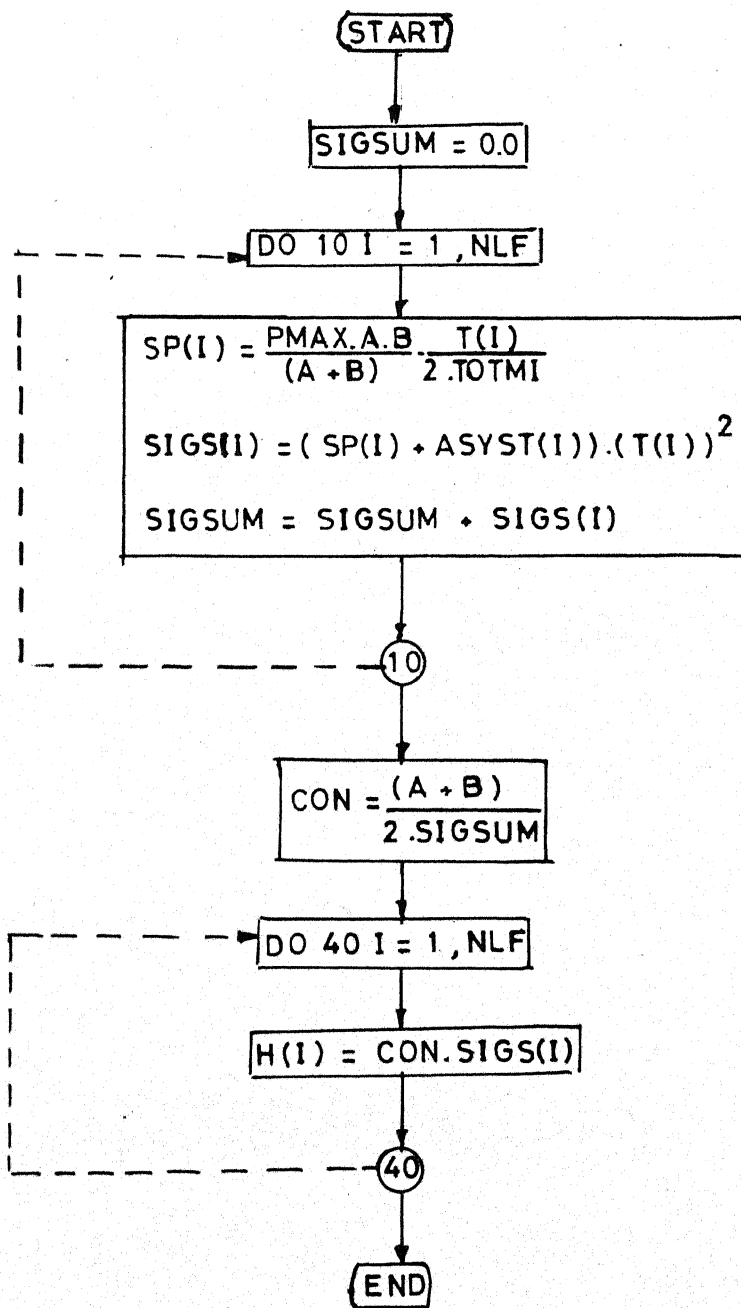 START
SIGSUM = 0.0
DO 10 I = 1 , NLF
SP(I) = PMAX.A.B/(A + B) . T(I)/2.TOTMI
SIGS(I) = ( SP(I) + ASYST(I)).(T(I))²
SIGSUM = SIGSUM + SIGS(I)
10
CON = (A + B)/2.SIGSUM
DO 40 I = 1 , NLF
H(I) = CON.SIGS(I)
40
END